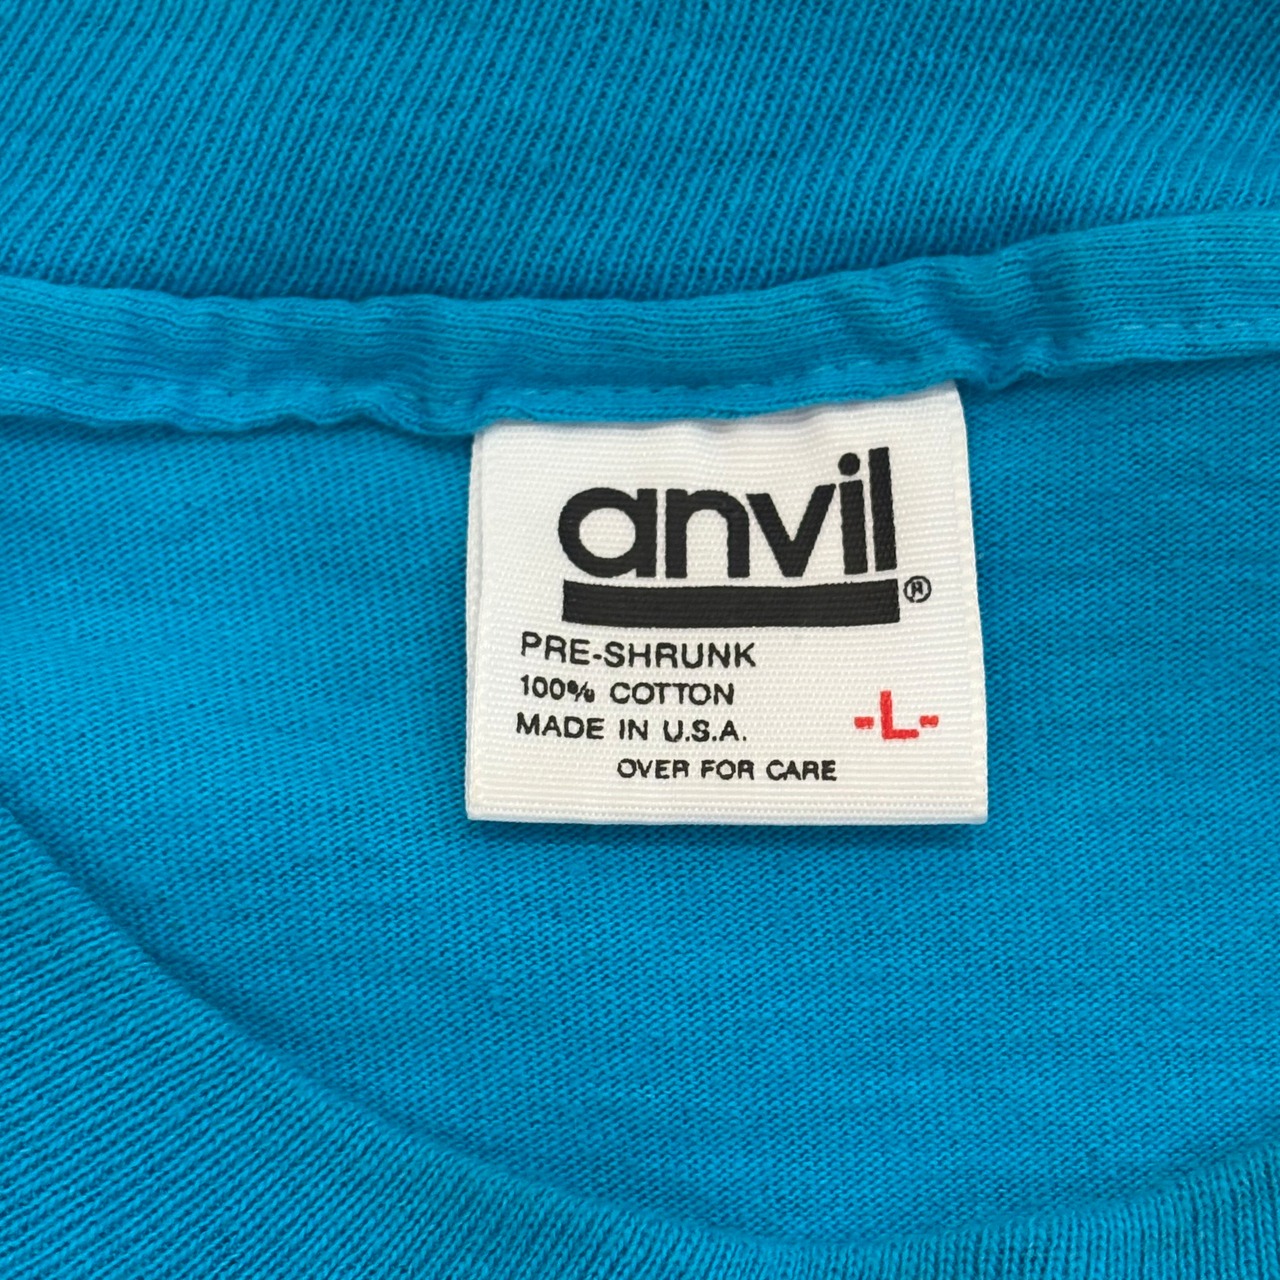 anvil®
PRE-SHRUNK
100% COTTON
MADE IN U.S.A.
-L-
OVER FOR CARE